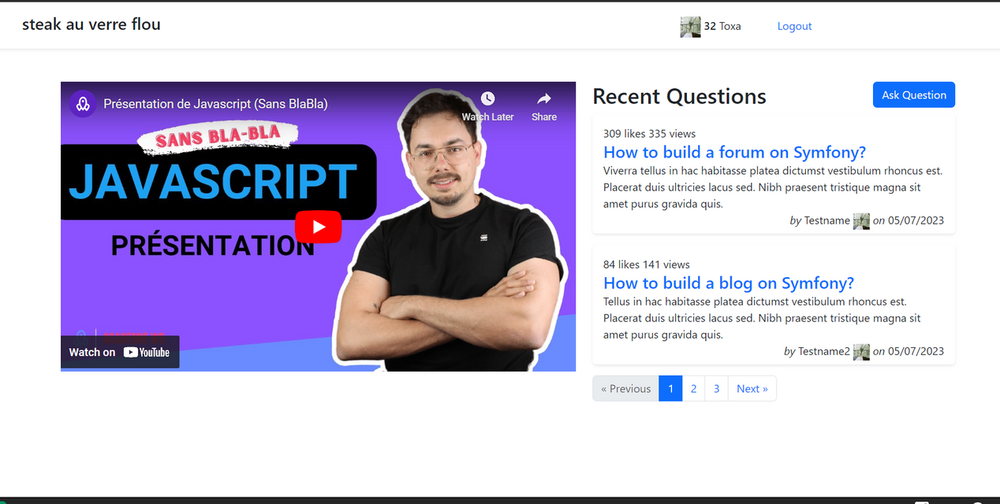 steak au verre flou
32 Toxa
Logout
Présentation de Javascript (Sans BlaBla)
Watch Later
Share
SANS BLA-BLA
JAVASCRIPT
PRÉSENTATION
Watch on YouTube
Recent Questions
Ask Question
309 likes 335 views
How to build a forum on Symfony?
Viverra tellus in hac habitasse platea dictumst vestibulum rhoncus est.
Placerat duis ultricies lacus sed. Nibh praesent tristique magna sit
amet purus gravida quis.
by Testname on 05/07/2023
84 likes 141 views
How to build a blog on Symfony?
Tellus in hac habitasse platea dictumst vestibulum rhoncus est.
Placerat duis ultricies lacus sed. Nibh praesent tristique magna sit
amet purus gravida quis.
by Testname2 on 05/07/2023
« Previous 1 2 3 Next »